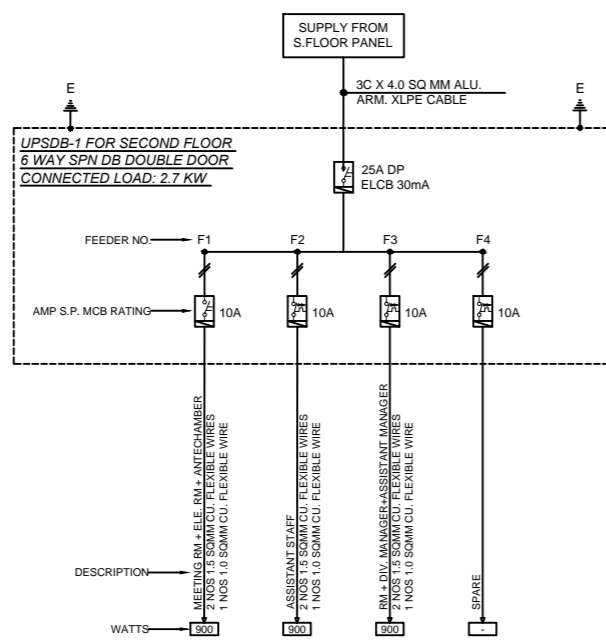 SUPPLY FROM
S.FLOOR PANEL
3C X 4.0 SQ MM ALU.
ARM. XLPE CABLE
E
E
UPSDB-1 FOR SECOND FLOOR
6 WAY SPN DB DOUBLE DOOR
CONNECTED LOAD: 2.7 KW
25A DP
ELCB 30mA
FEEDER NO.
F1
F2
F3
F4
AMP S.P. MCB RATING
10A
10A
10A
10A
MEETING RM + ELE. RM + ANTECHAMBER
2 NOS 1.5 SQMM CU. FLEXIBLE WIRES
1 NOS 1.0 SQMM CU. FLEXIBLE WIRE
ASSISTANT STAFF
2 NOS 1.5 SQMM CU. FLEXIBLE WIRES
1 NOS 1.0 SQMM CU. FLEXIBLE WIRE
RM + DIV. MANAGER+ASSISTANT MANAGER
2 NOS 1.5 SQMM CU. FLEXIBLE WIRES
1 NOS 1.0 SQMM CU. FLEXIBLE WIRE
SPARE
DESCRIPTION
WATTS
900
900
900
-